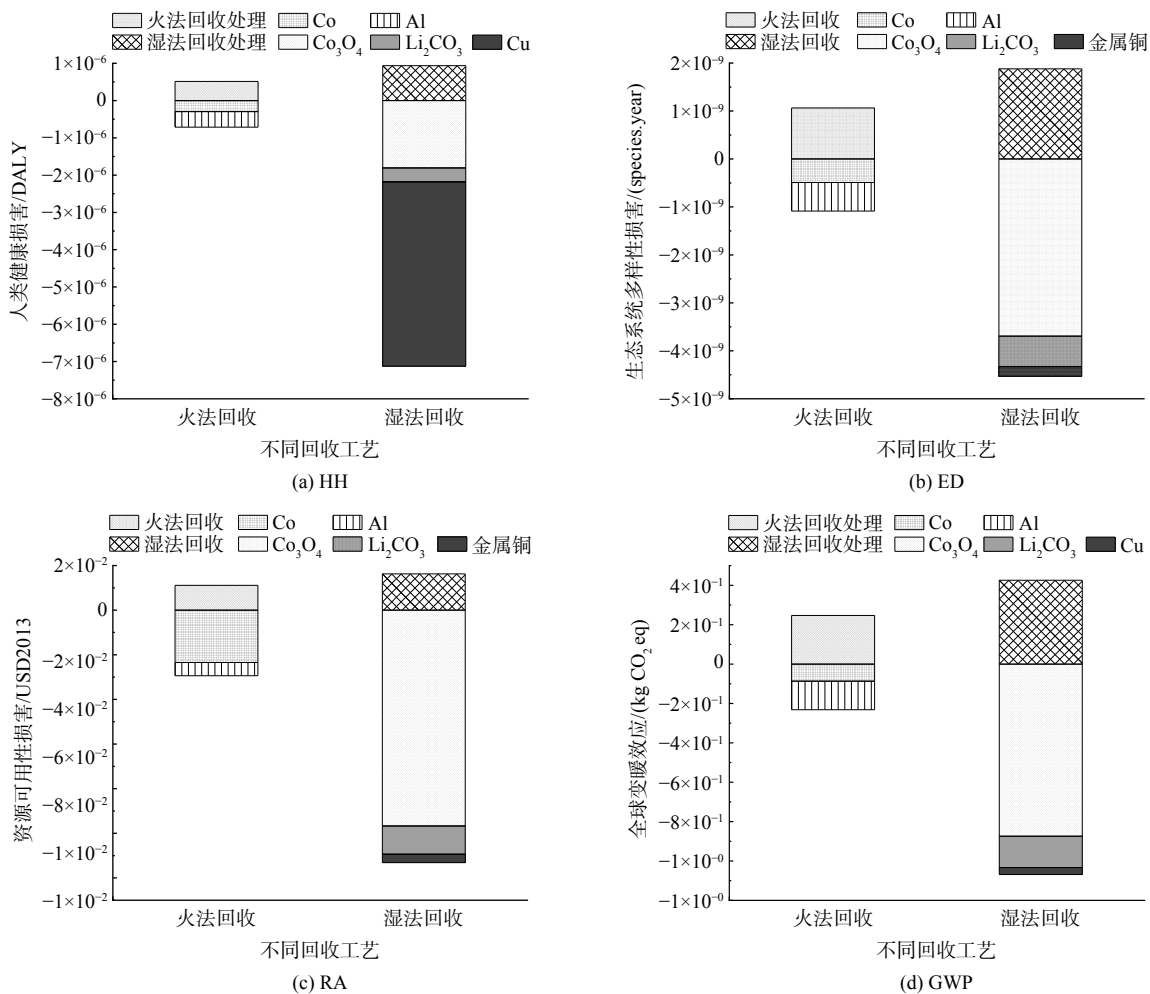 火法回收处理 Co Al
湿法回收处理 Co₃O₄ Li₂CO₃ Cu
1×10⁻⁶
0
−1×10⁻⁶
−2×10⁻⁶
−3×10⁻⁶
−4×10⁻⁶
−5×10⁻⁶
−6×10⁻⁶
−7×10⁻⁶
−8×10⁻⁶
人类健康损害/DALY
火法回收 湿法回收
不同回收工艺
(a) HH
火法回收处理 Co Al
湿法回收 Co₃O₄ Li₂CO₃ 金属铜
2×10⁻⁹
1×10⁻⁹
0
−1×10⁻⁹
−2×10⁻⁹
−3×10⁻⁹
−4×10⁻⁹
−5×10⁻⁹
生态系统多样性损害/(species.year)
火法回收 湿法回收
不同回收工艺
(b) ED
火法回收 Co Al
湿法回收 Co₃O₄ Li₂CO₃ 金属铜
2×10⁻²
0
−2×10⁻²
−4×10⁻²
−6×10⁻²
−8×10⁻²
−1×10⁻²
−1×10⁻²
资源可用性损害/USD2013
火法回收 湿法回收
不同回收工艺
(c) RA
火法回收处理 Co Al
湿法回收处理 Co₃O₄ Li₂CO₃ Cu
4×10⁻¹
2×10⁻¹
0
−2×10⁻¹
−4×10⁻¹
−6×10⁻¹
−8×10⁻¹
−1×10⁻⁰
−1×10⁻⁰
全球变暖效应/(kg CO₂ eq)
火法回收 湿法回收
不同回收工艺
(d) GWP